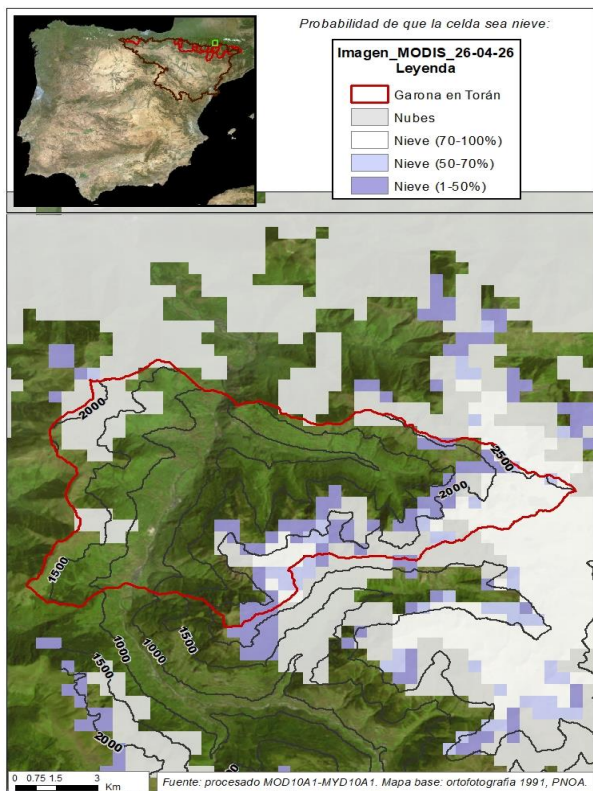 Probabilidad de que la celda sea nieve:
Imagen_MODIS_26-04-26
Leyenda
Garona en Torán
Nubes
Nieve (70-100%)
Nieve (50-70%)
Nieve (1-50%)
2000
2500
2000
1500
1000
1000
1500
1500
2000
0 0.75 1.5 3
Km
Fuente: procesado MOD10A1-MYD10A1. Mapa base: ortofotografía 1991, PNOA.